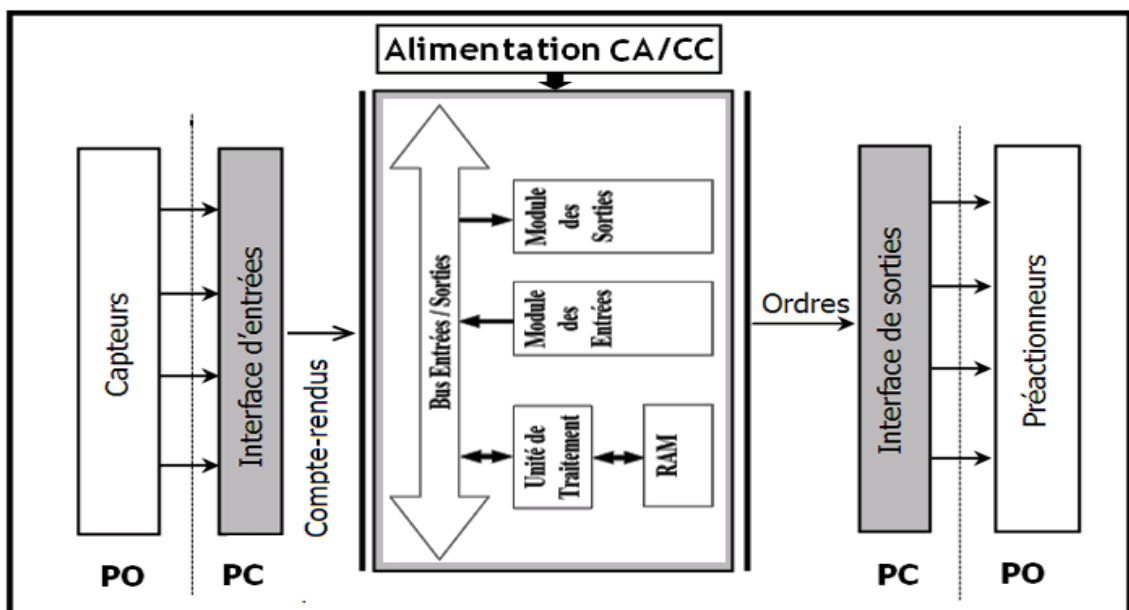 Alimentation CA/CC
Capteurs
Interface d'entrées
Compte-rendus
Bus Entrées / Sorties
Module
des
Sorties
Module
des
Entrées
Unité de
Traitement
RAM
Ordres
Interface de sorties
Préactionneurs
PO
PC
PC
PO